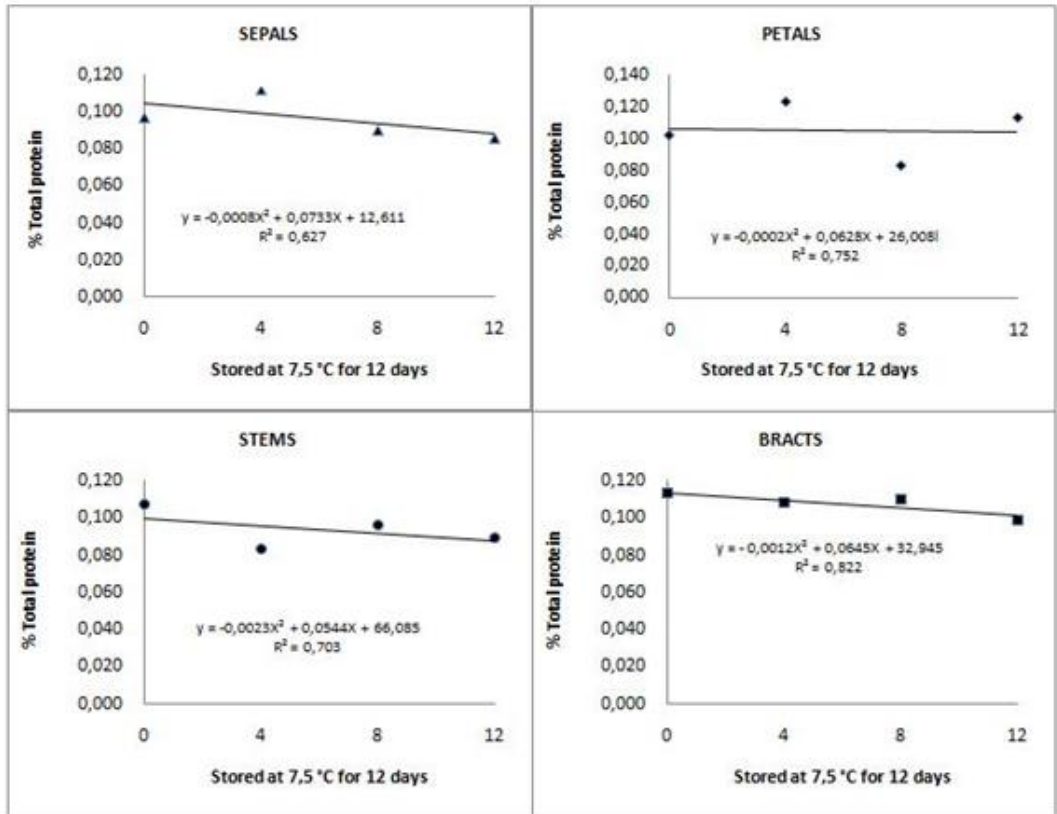 SEPALS
% Total protein
0,120
0,100
0,080
0,060
0,040
0,020
0,000
y = -0,0008X² + 0,0733X + 12,611
R² = 0,627
0 4 8 12
Stored at 7,5 °C for 12 days
PETALS
% Total protein
0,140
0,120
0,100
0,080
0,060
0,040
0,020
0,000
y = -0,0002X² + 0,0628X + 26,008l
R² = 0,752
0 4 8 12
Stored at 7,5 °C for 12 days
STEMS
% Total protein
0,120
0,100
0,080
0,060
0,040
0,020
0,000
y = -0,0023X² + 0,0544X + 66,085
R² = 0,703
0 4 8 12
Stored at 7,5 °C for 12 days
BRACTS
% Total protein
0,120
0,100
0,080
0,060
0,040
0,020
0,000
y = - 0,0012X² + 0,0645X + 32,945
R² = 0,822
0 4 8 12
Stored at 7,5 °C for 12 days